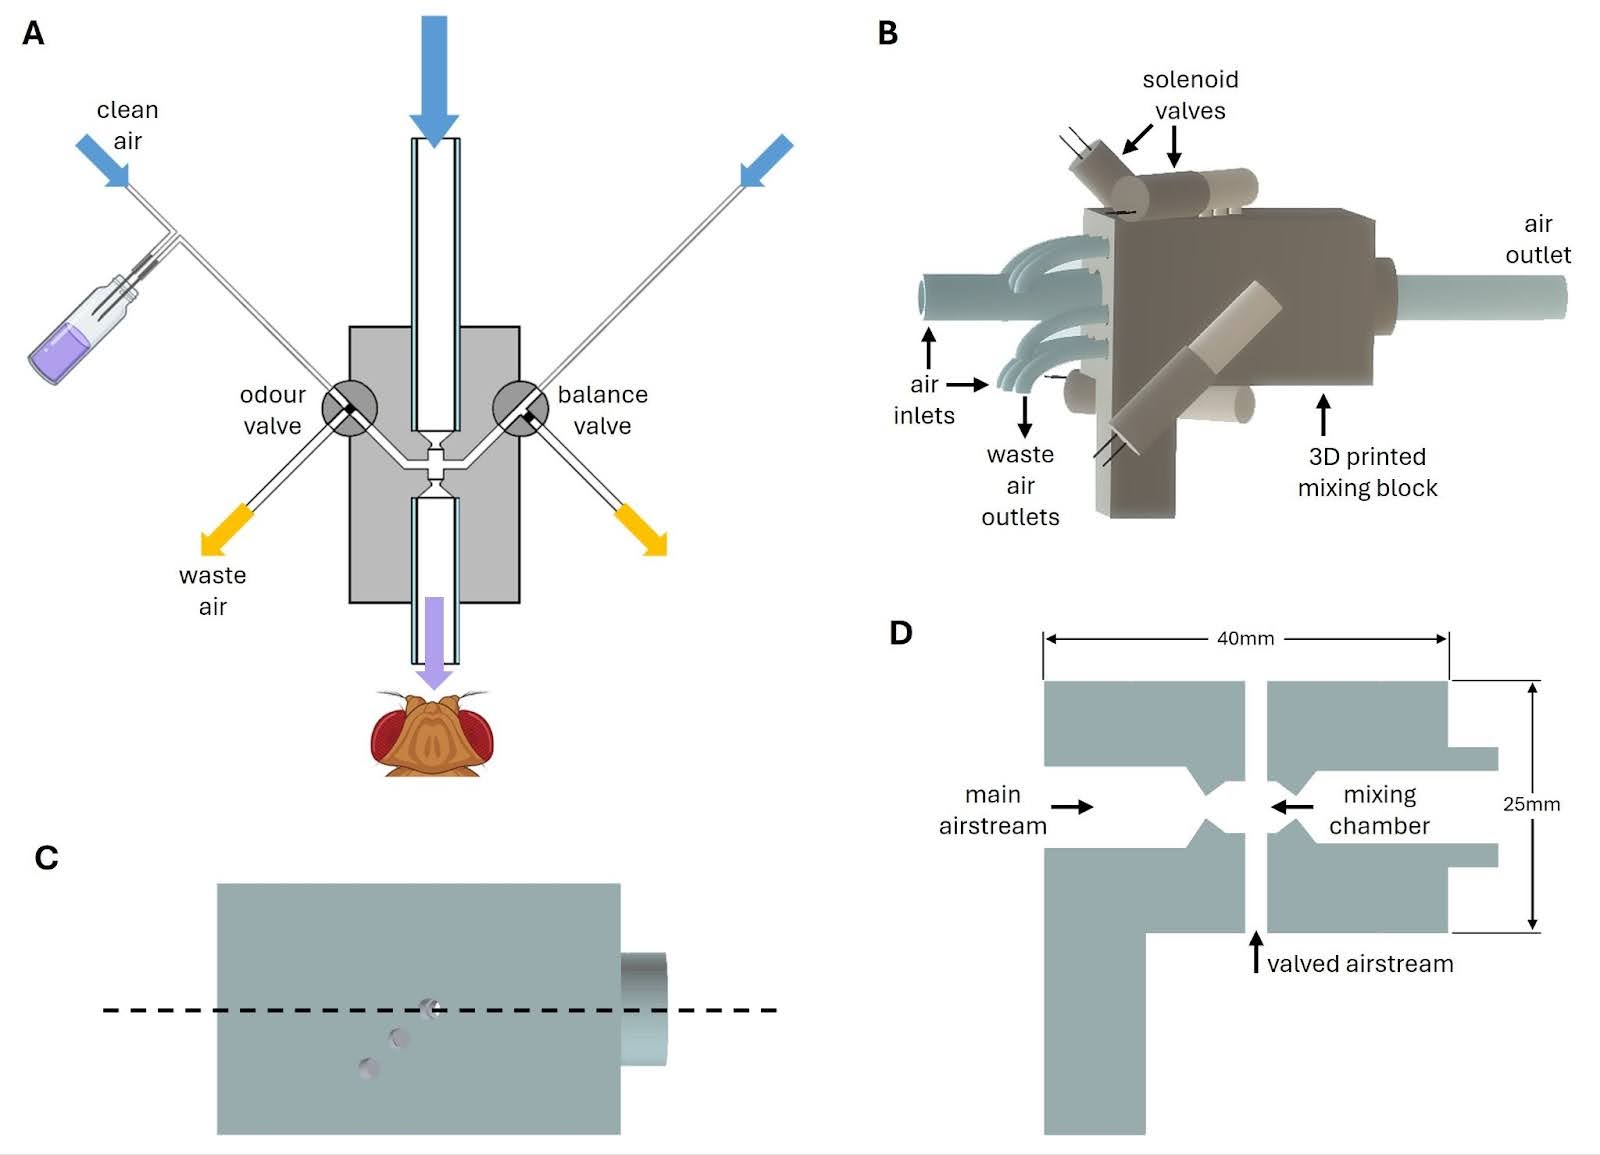 A
clean
air
odour
valve
balance
valve
waste
air
B
solenoid
valves
air
outlet
air
inlets
waste
air
outlets
3D printed
mixing block
C
D
40mm
main
airstream
mixing
chamber
25mm
valved airstream